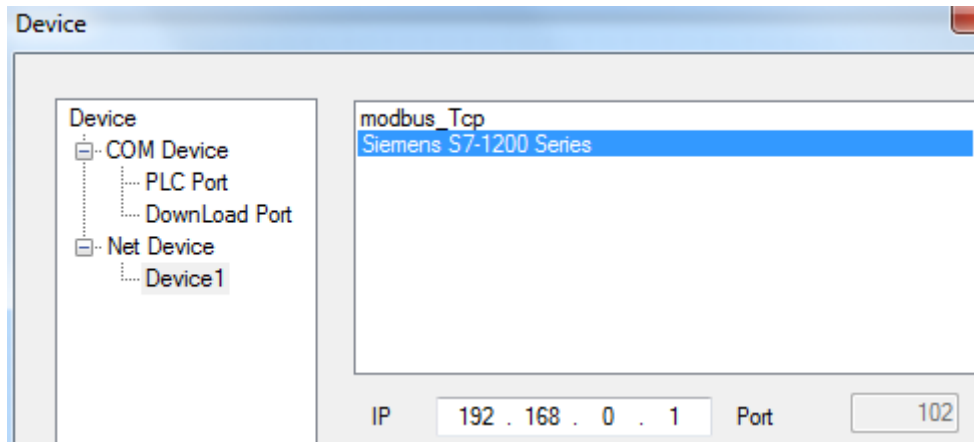 Device
Device
COM Device
PLC Port
DownLoad Port
Net Device
Device1
modbus_Tcp
Siemens S7-1200 Series
IP 192 . 168 . 0 . 1 Port 102